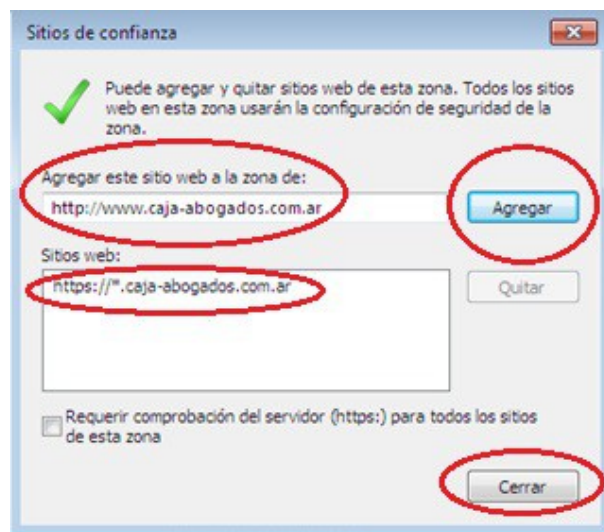 Sitios de confianza
Puede agregar y quitar sitios web de esta zona. Todos los sitios
web en esta zona usarán la configuración de seguridad de la
zona.
Agregar este sitio web a la zona de:
http://www.caja-abogados.com.ar
Agregar
Sitios web:
https://*.caja-abogados.com.ar
Quitar
Requerir comprobación del servidor (https:) para todos los sitios
de esta zona
Cerrar